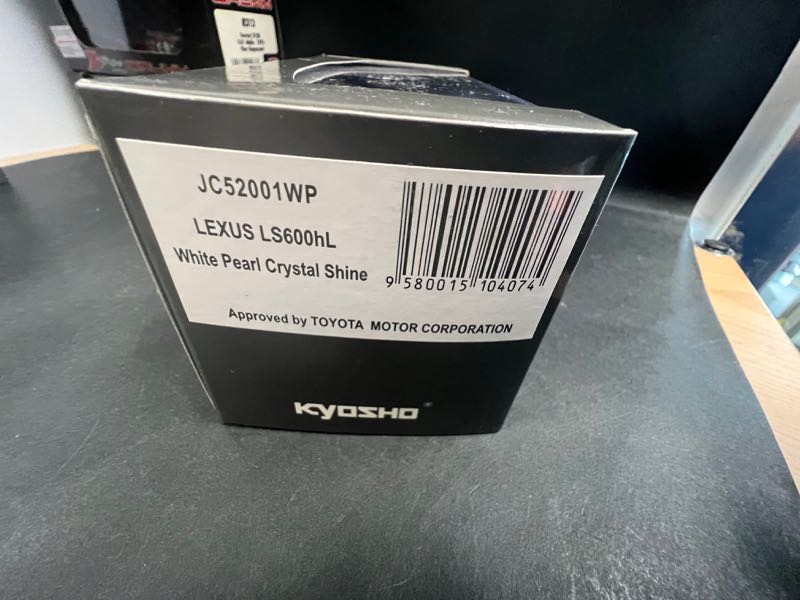 JC52001WP
LEXUS LS600hL
White Pearl Crystal Shine
9 580015 104074
Approved by TOYOTA MOTOR CORPORATION
KYOSHO